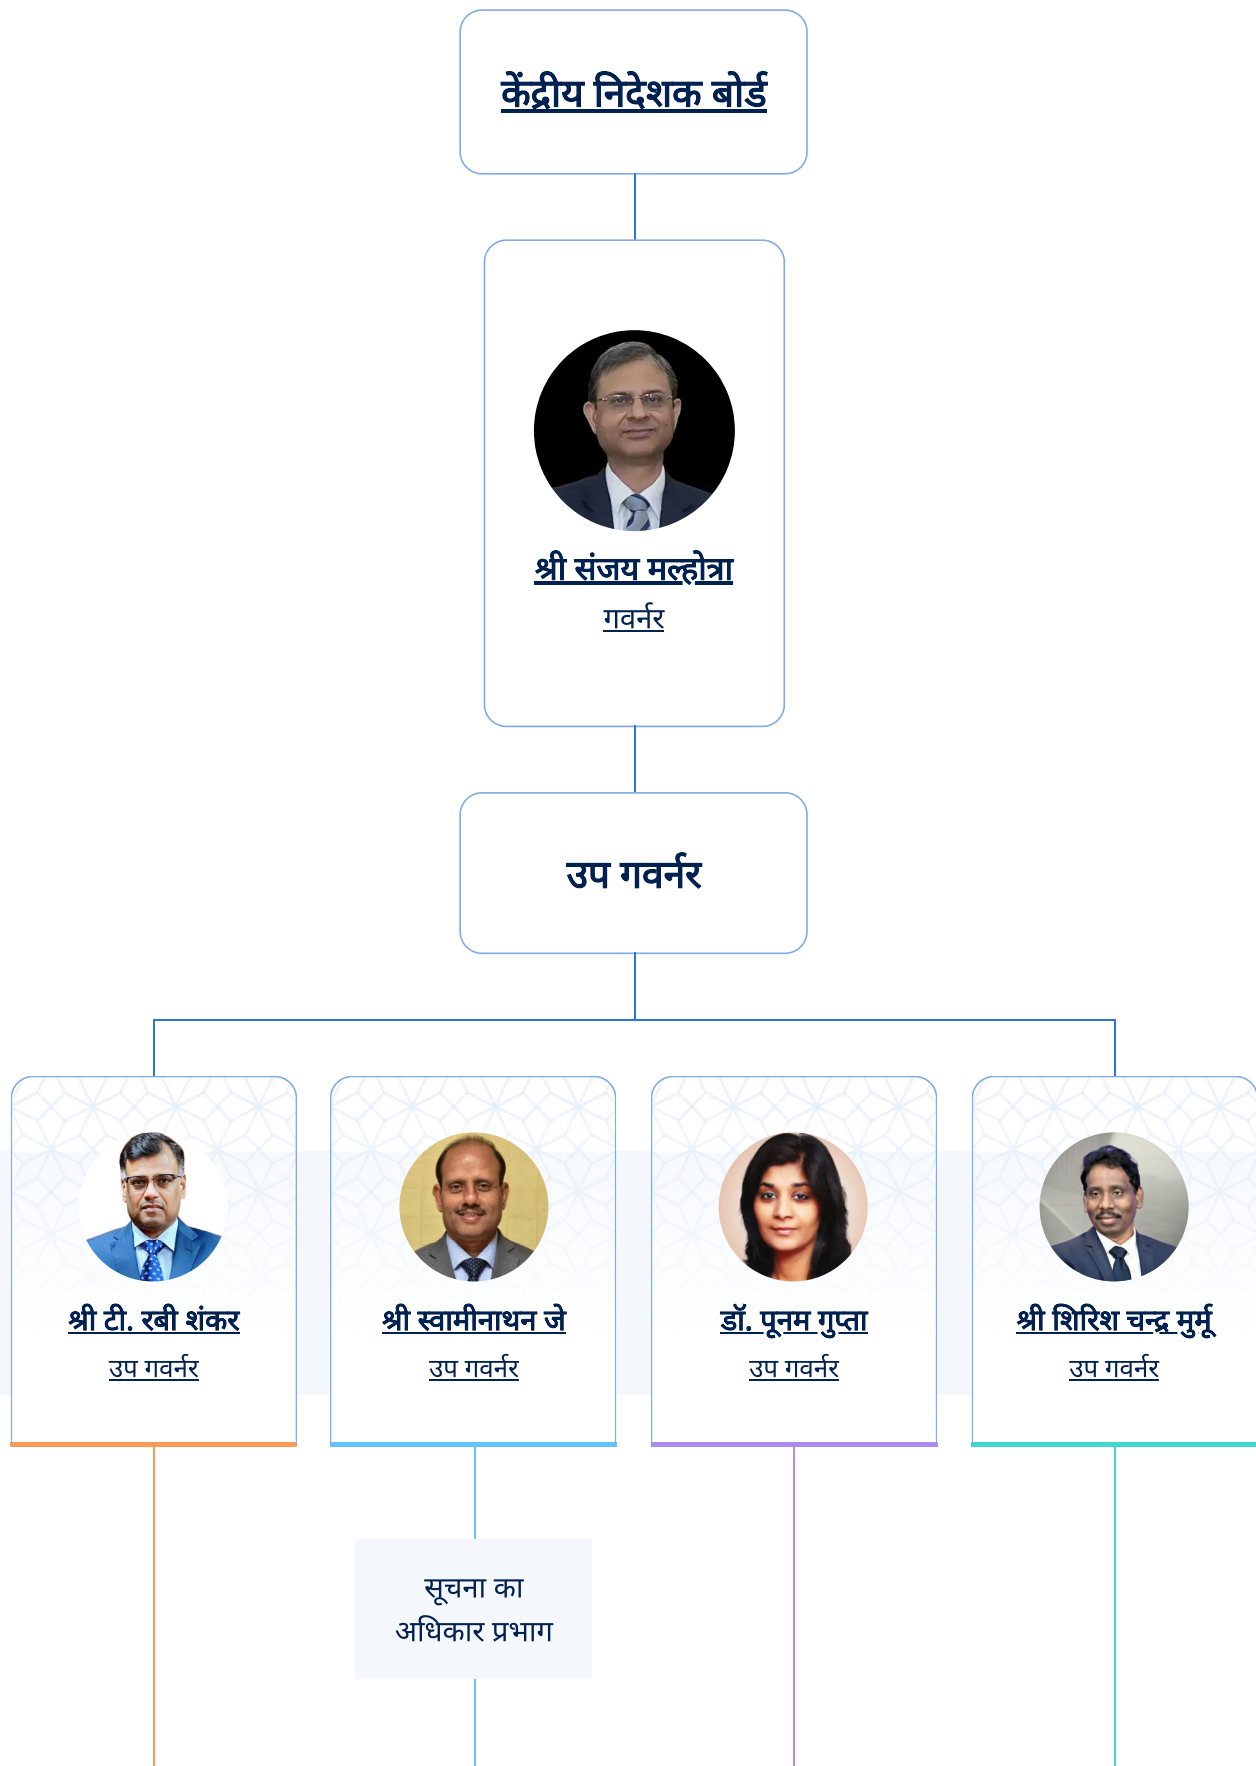 केंद्रीय निदेशक बोर्ड
श्री संजय मल्होत्रा
गवर्नर
उप गवर्नर
श्री टी. रबी शंकर
उप गवर्नर
श्री स्वामीनाथन जे
उप गवर्नर
डॉ. पूनम गुप्ता
उप गवर्नर
श्री शिरिश चन्द्र मुर्मू
उप गवर्नर
सूचना का
अधिकार प्रभाग